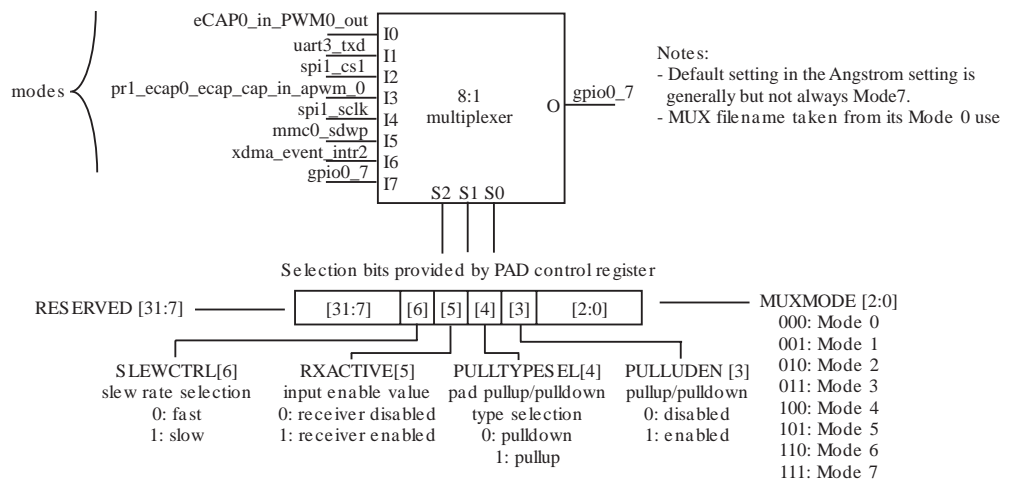 eCAP0_in_PWM0_out
uart3_txd
spi1_cs1
pr1_ecap0_ecap_cap_in_apwm_0
spi1_sclk
mmc0_sdwp
xdma_event_intr2
gpio0_7
modes
I0
I1
I2
I3
I4
I5
I6
I7
8:1
multiplexer
O
gpio0_7
S2 S1 S0
Notes:
- Default setting in the Angstrom setting is
generally but not always Mode7.
- MUX filename taken from its Mode 0 use
Selection bits provided by PAD control register
RESERVED [31:7]
[31:7] [6] [5] [4] [3] [2:0]
MUXMODE [2:0]
000: Mode 0
001: Mode 1
010: Mode 2
011: Mode 3
100: Mode 4
101: Mode 5
110: Mode 6
111: Mode 7
SLEWCTRL[6]
slew rate selection
0: fast
1: slow
RXACTIVE[5]
input enable value
0: receiver disabled
1: receiver enabled
PULLTYPESEL[4]
pad pullup/pulldown
type selection
0: pulldown
1: pullup
PULLUDEN [3]
pullup/pulldown
0: disabled
1: enabled